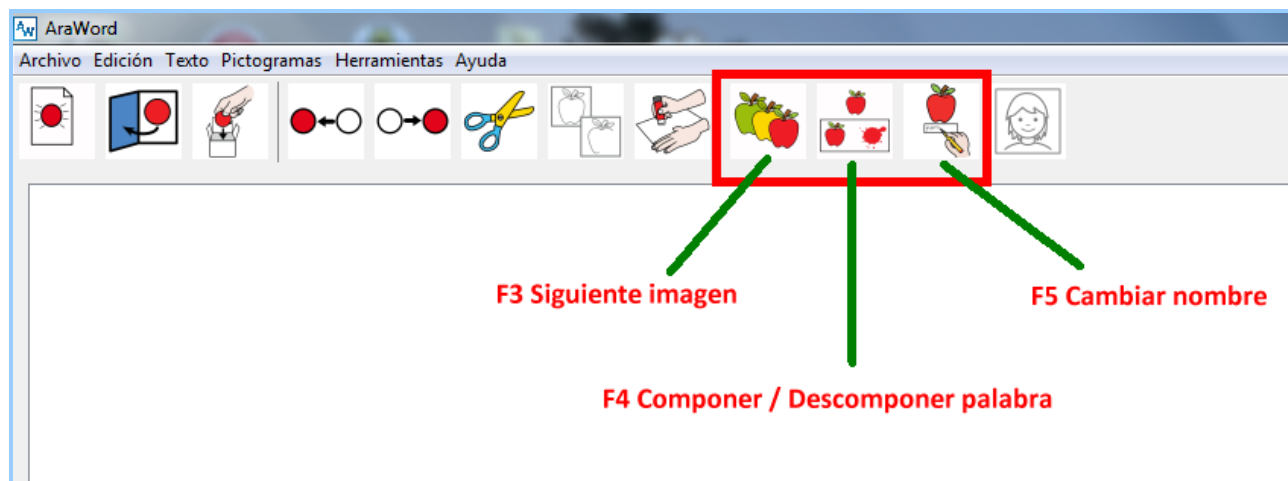 AraWord
Archivo Edición Texto Pictogramas Herramientas Ayuda
F3 Siguiente imagen
F5 Cambiar nombre
F4 Componer / Descomponer palabra